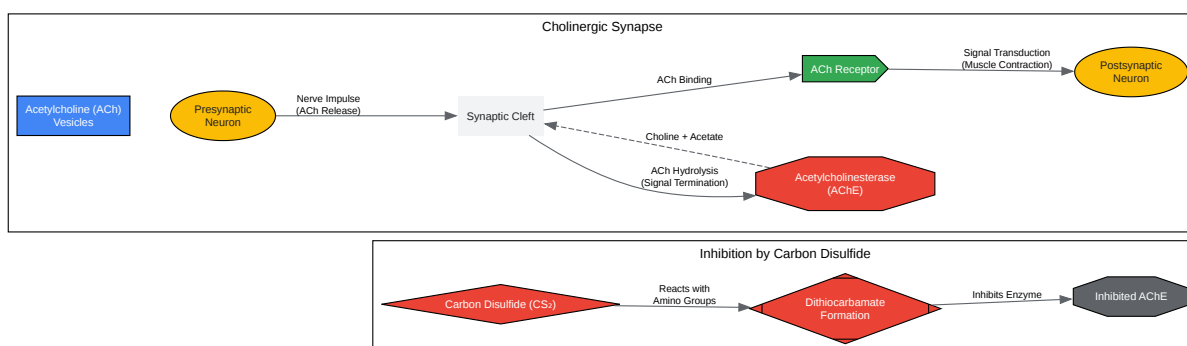 Cholinergic Synapse
Acetylcholine (ACh)
Vesicles
Presynaptic
Neuron
Nerve Impulse
(ACh Release)
Synaptic Cleft
ACh Binding
ACh Receptor
Signal Transduction
(Muscle Contraction)
Postsynaptic
Neuron
Choline + Acetate
ACh Hydrolysis
(Signal Termination)
Acetylcholinesterase
(AChE)
Inhibition by Carbon Disulfide
Carbon Disulfide (CS₂)
Reacts with
Amino Groups
Dithiocarbamate
Formation
Inhibits Enzyme
Inhibited AChE